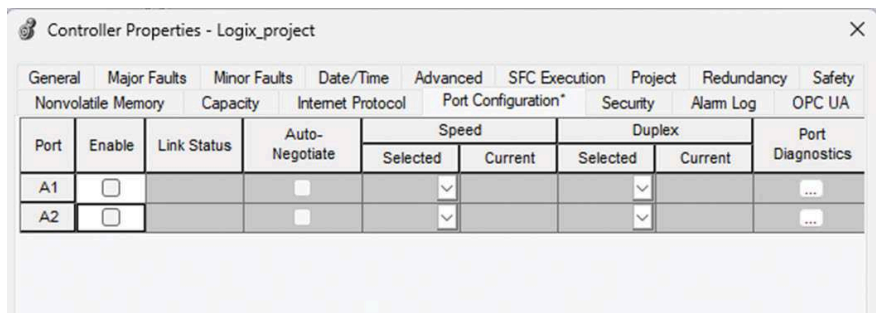 Controller Properties - Logix_project
General Major Faults Minor Faults Date/Time Advanced SFC Execution Project Redundancy Safety
Nonvolatile Memory Capacity Internet Protocol Port Configuration* Security Alarm Log OPC UA
Port Enable Link Status Auto-Negotiate Speed Duplex Port Diagnostics
Selected Current Selected Current
A1 ...
A2 ...